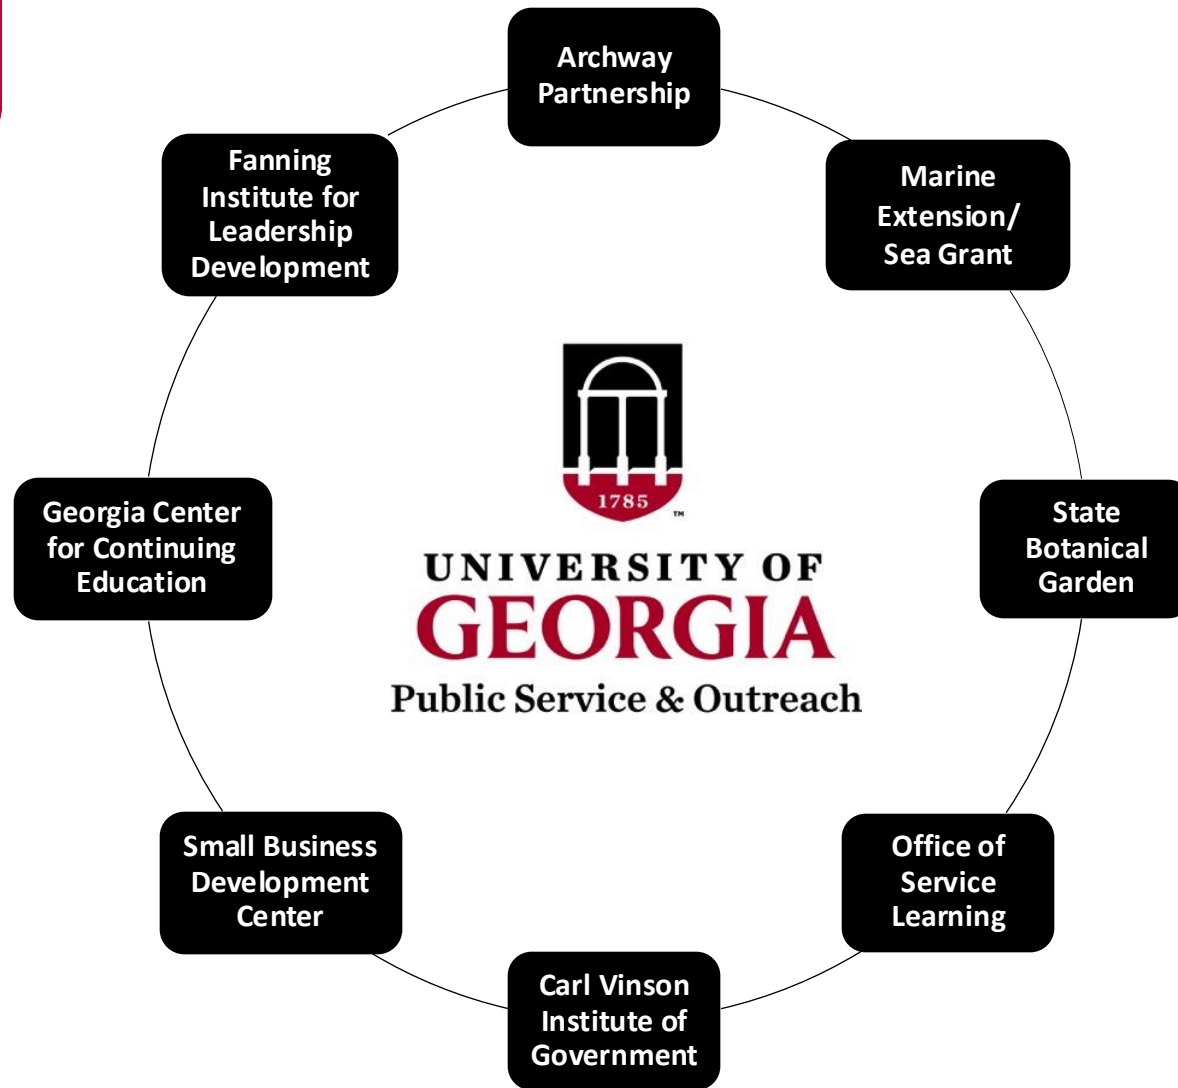 Archway
Partnership
Fanning
Institute for
Leadership
Development
Marine
Extension/
Sea Grant
1785
TM
UNIVERSITY OF
GEORGIA
Public Service & Outreach
Georgia Center
for Continuing
Education
State
Botanical
Garden
Small Business
Development
Center
Office of
Service
Learning
Carl Vinson
Institute of
Government